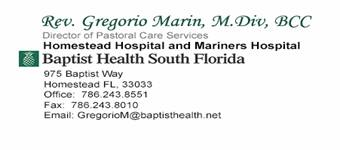 Rev. Gregorio Marin, M.Div, BCC
Director of Pastoral Care Services
Homestead Hospital and Mariners Hospital
Baptist Health South Florida
975 Baptist Way
Homestead FL, 33033
Office: 786.243.8551
Fax: 786.243.8010
Email: GregorioM@baptisthealth.net